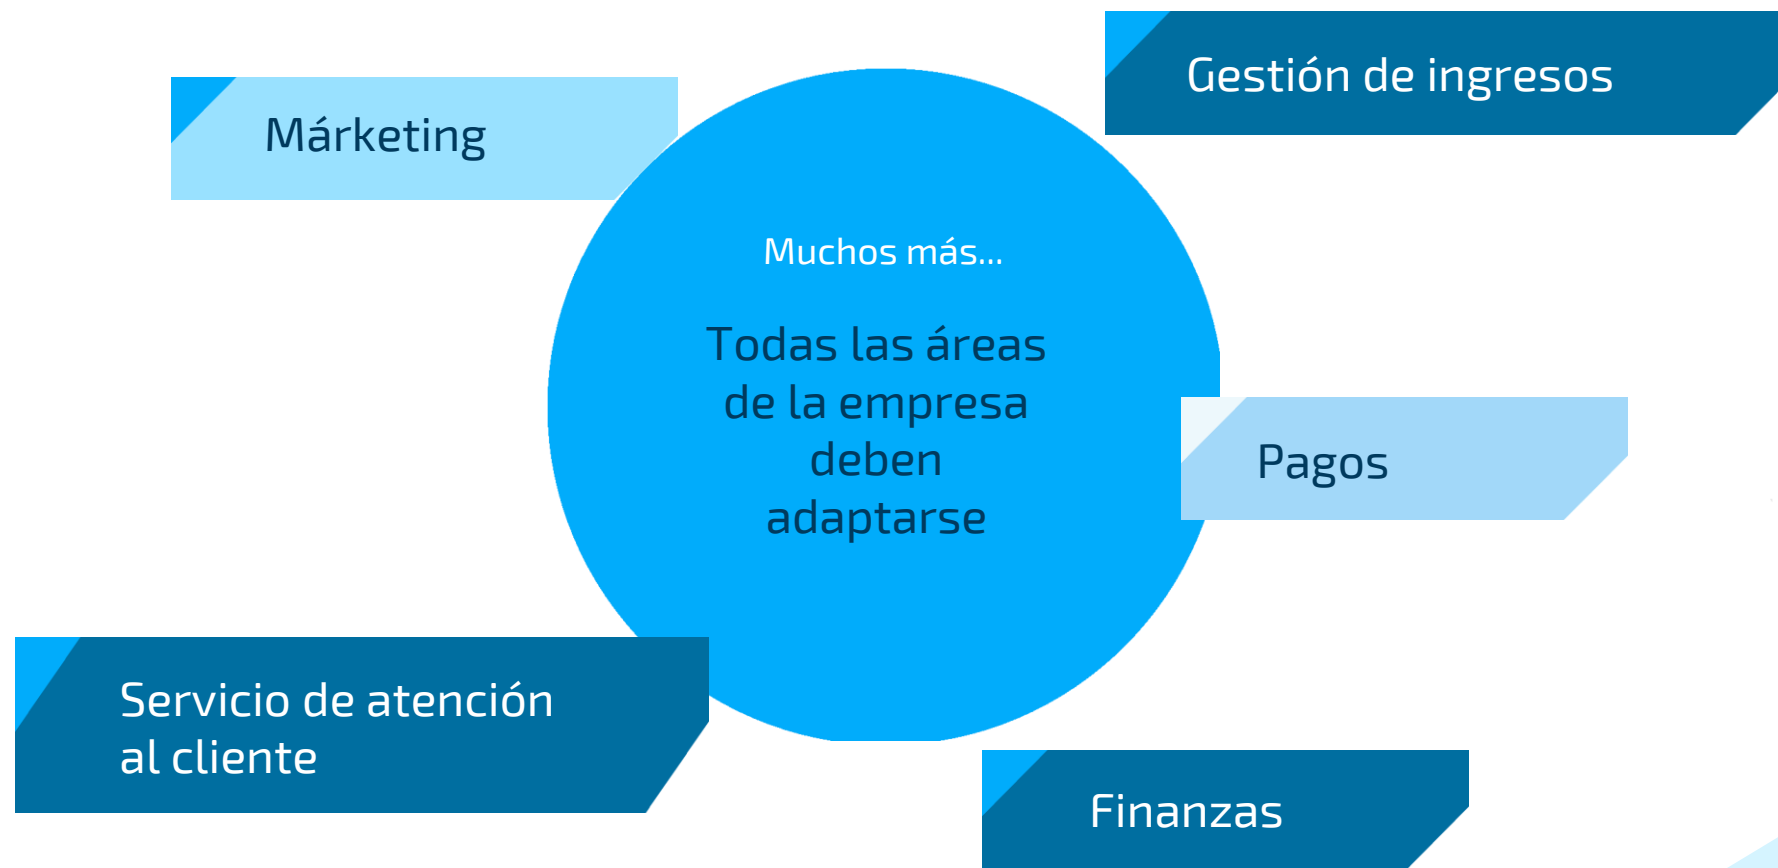 Gestión de ingresos
Márketing
Muchos más...
Todas las áreas
de la empresa
deben
adaptarse
Pagos
Servicio de atención
al cliente
Finanzas